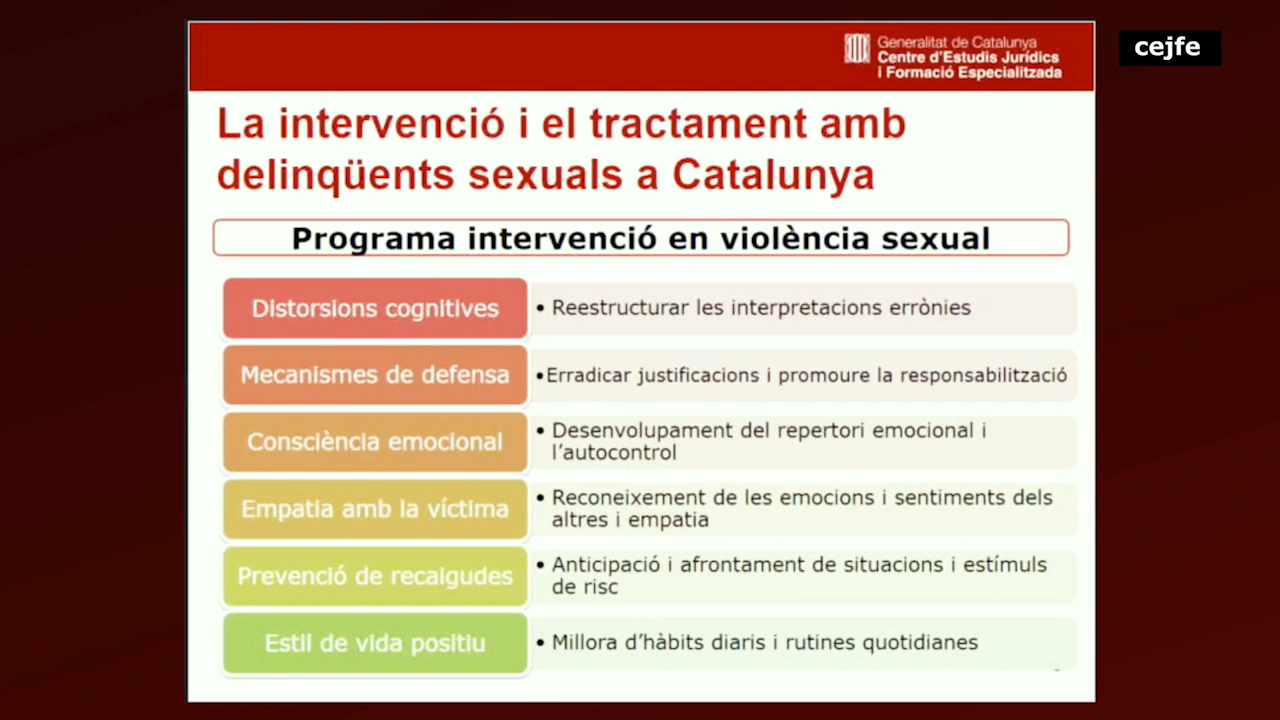 cejfe
Generalitat de Catalunya
Centre d'Estudis Jurídics
i Formació Especialitzada
La intervenció i el tractament amb
delinqüents sexuals a Catalunya
Programa intervenció en violència sexual
Distorsions cognitives
• Reestructurar les interpretacions errònies
Mecanismes de defensa
•Erradicar justificacions i promoure la responsabilització
Consciència emocional
• Desenvolupament del repertori emocional i
l'autocontrol
Empatia amb la víctima
• Reconeixement de les emocions i sentiments dels
altres i empatia
Prevenció de recaigudes
• Anticipació i afrontament de situacions i estímuls
de risc
Estil de vida positiu
• Millora d'hàbits diaris i rutines quotidianes